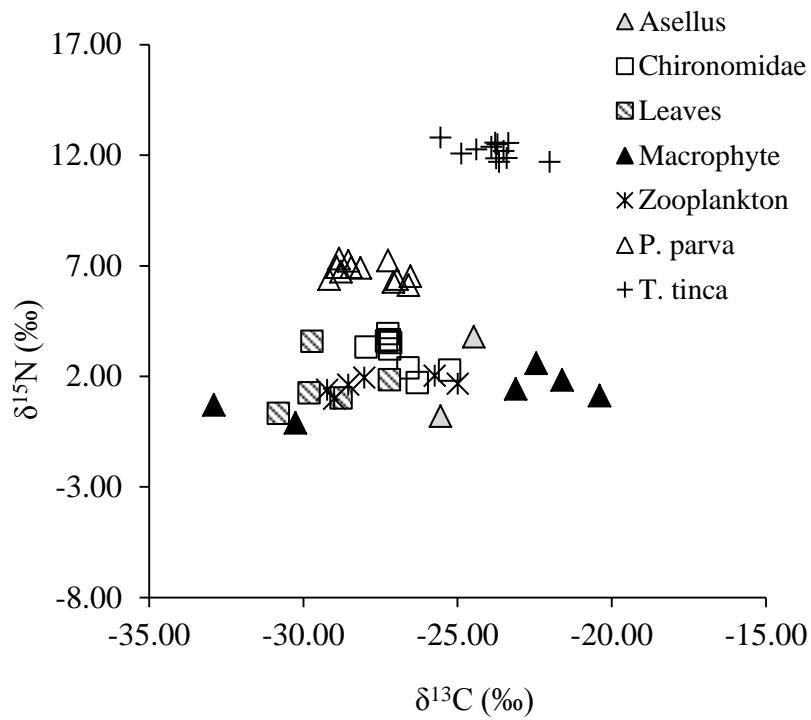 17.00
12.00
7.00
2.00
-3.00
-8.00
-35.00 -30.00 -25.00 -20.00 -15.00
δ15N (‰)
δ13C (‰)
Asellus
Chironomidae
Leaves
Macrophyte
Zooplankton
P. parva
T. tinca